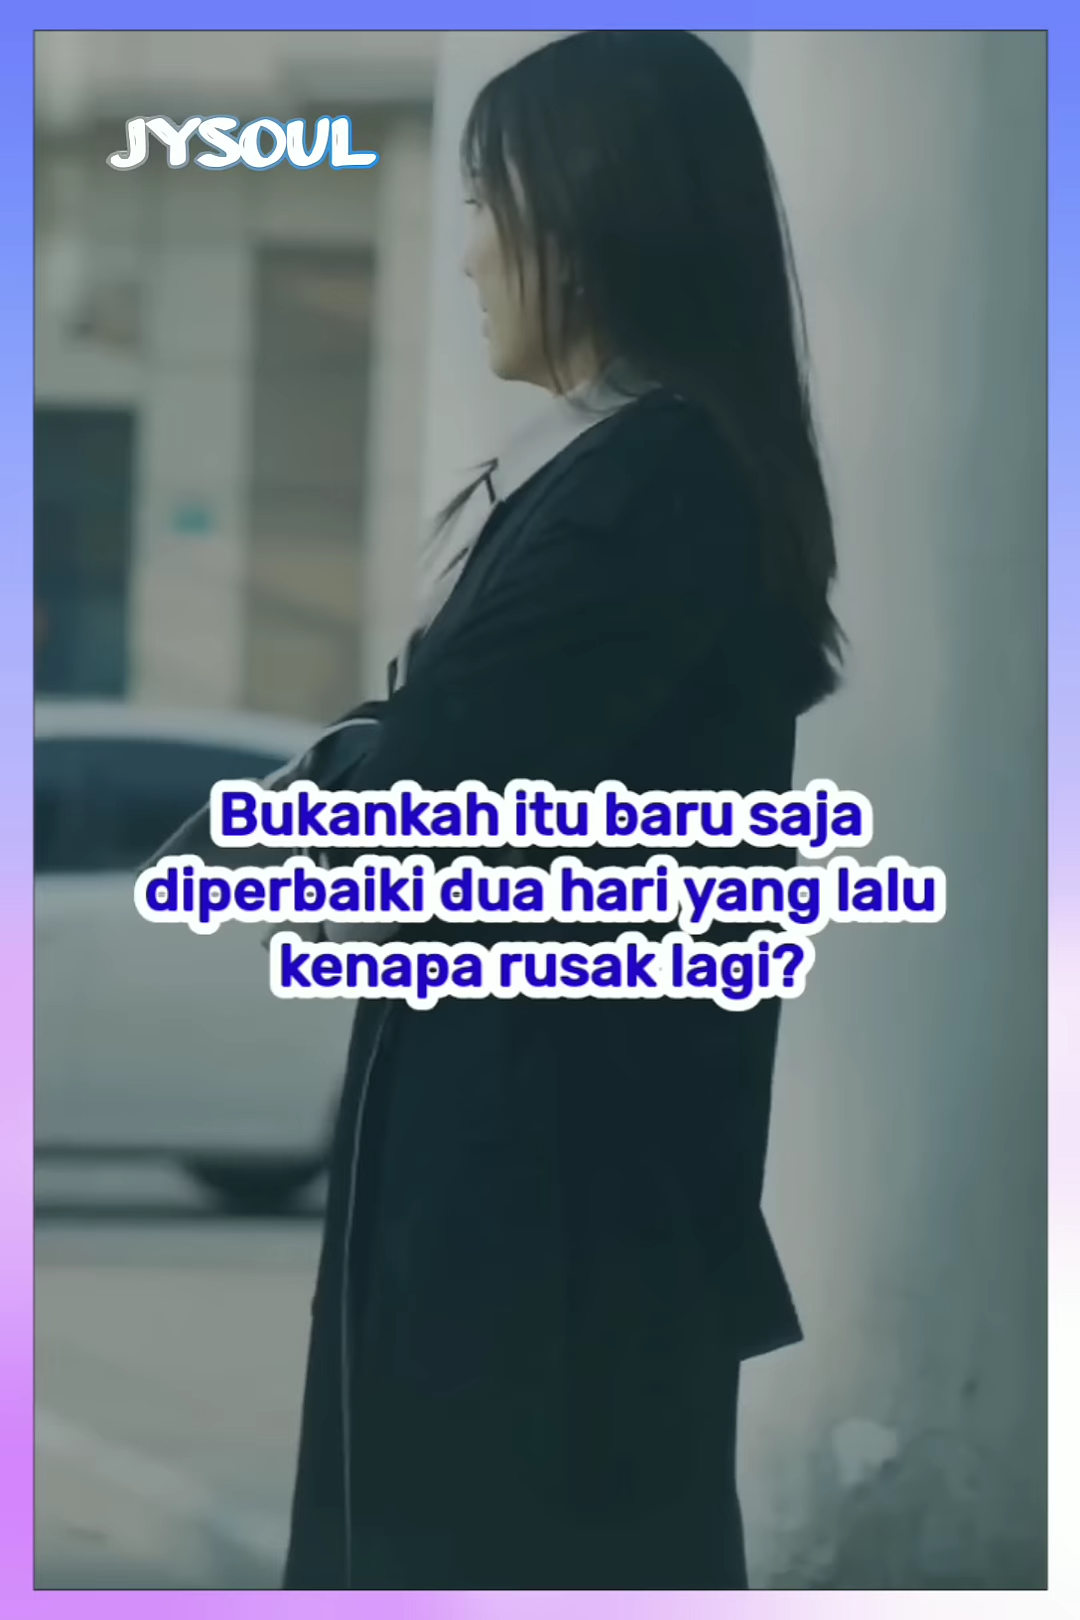 JYSOUL
Bukankah itu baru saja
diperbaiki dua hari yang lalu
kenapa rusak lagi?